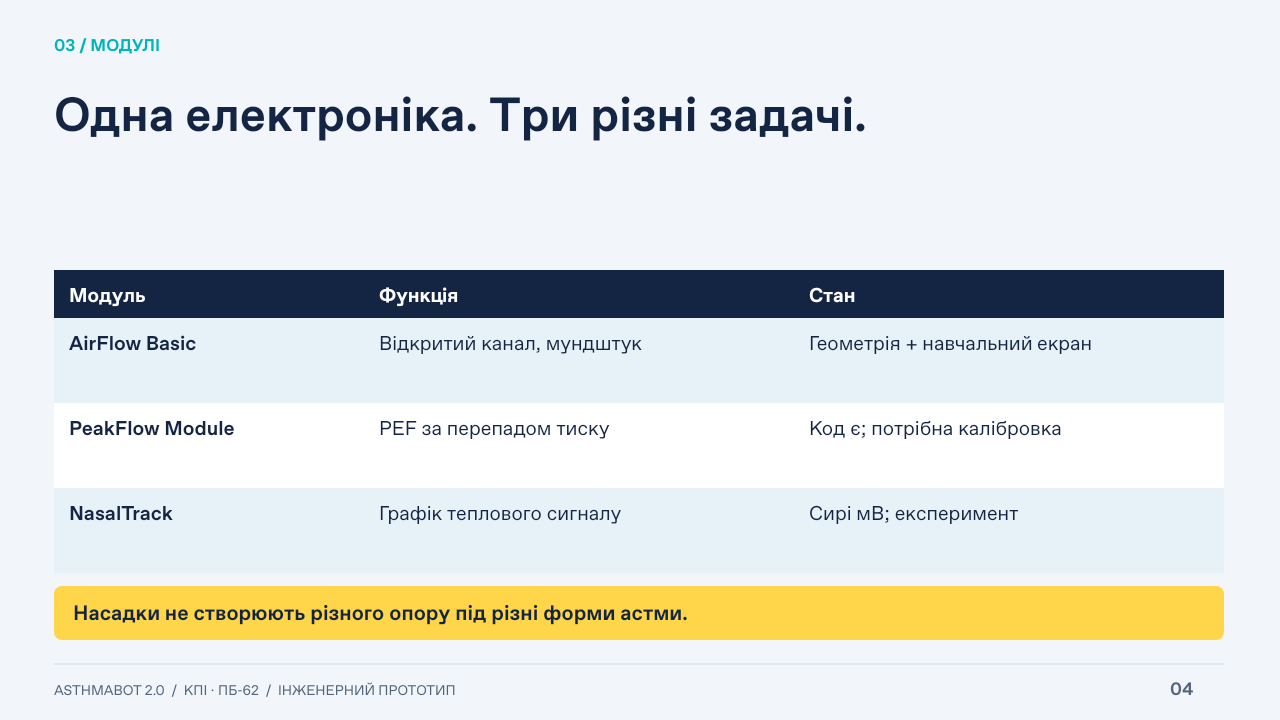 03 / МОДУЛІ
Одна електроніка. Три різні задачі.
Модуль Функція Стан
AirFlow Basic Відкритий канал, мундштук Геометрія + навчальний екран
PeakFlow Module PEF за перепадом тиску Код є; потрібна калібровка
NasalTrack Графік теплового сигналу Сирі мВ; експеримент
Насадки не створюють різного опору під різні форми астми.
ASTHMABOT 2.0 / КПІ · ПБ-62 / ІНЖЕНЕРНИЙ ПРОТОТИП 04